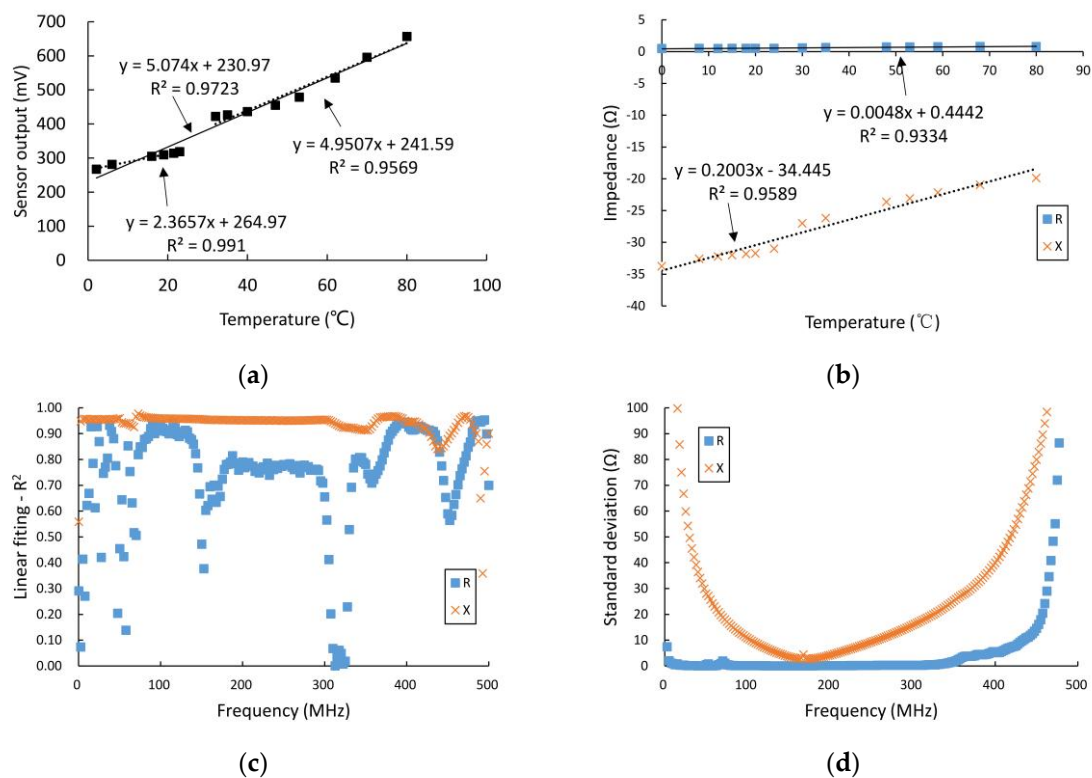 700
600
500
400
300
200
100
0
0
20
40
60
80
100
Sensor output (mV)
Temperature (℃)
y = 5.074x + 230.97
R² = 0.9723
y = 4.9507x + 241.59
R² = 0.9569
y = 2.3657x + 264.97
R² = 0.991
(a)
5
0
-5
-10
-15
-20
-25
-30
-35
-40
0
10
20
30
40
50
60
70
80
90
Impedance (Ω)
Temperature (℃)
y = 0.0048x + 0.4442
R² = 0.9334
y = 0.2003x - 34.445
R² = 0.9589
R
X
(b)
1.00
0.90
0.80
0.70
0.60
0.50
0.40
0.30
0.20
0.10
0.00
0
100
200
300
400
500
Linear fitting - R²
Frequency (MHz)
R
X
(c)
100
90
80
70
60
50
40
30
20
10
0
0
100
200
300
400
500
Standard deviation (Ω)
Frequency (MHz)
R
X
(d)